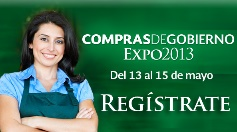 COMPRASDEGOBIERNO
EXPO2013
Del 13 al 15 de mayo
REGÍSTRATE